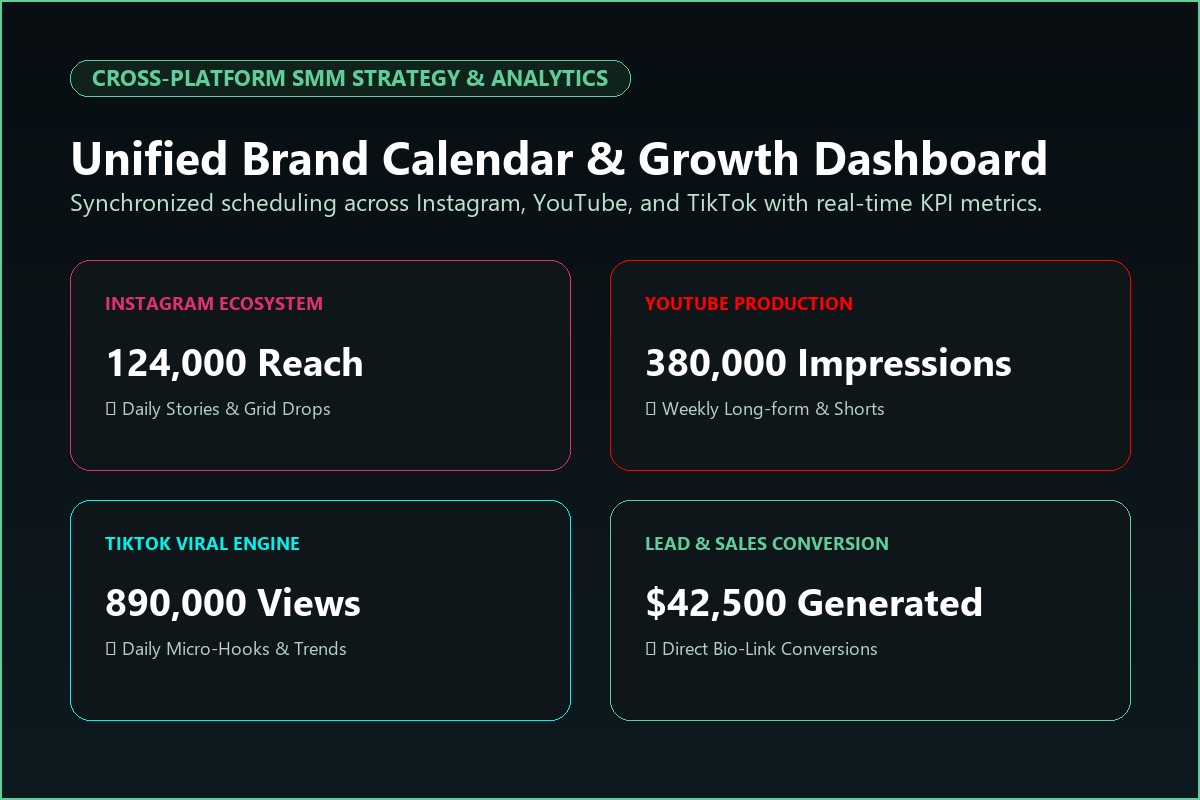 CROSS-PLATFORM SMM STRATEGY & ANALYTICS
Unified Brand Calendar & Growth Dashboard
Synchronized scheduling across Instagram, YouTube, and TikTok with real-time KPI metrics.
INSTAGRAM ECOSYSTEM
124,000 Reach
Daily Stories & Grid Drops
YOUTUBE PRODUCTION
380,000 Impressions
Weekly Long-form & Shorts
TIKTOK VIRAL ENGINE
890,000 Views
Daily Micro-Hooks & Trends
LEAD & SALES CONVERSION
$42,500 Generated
Direct Bio-Link Conversions